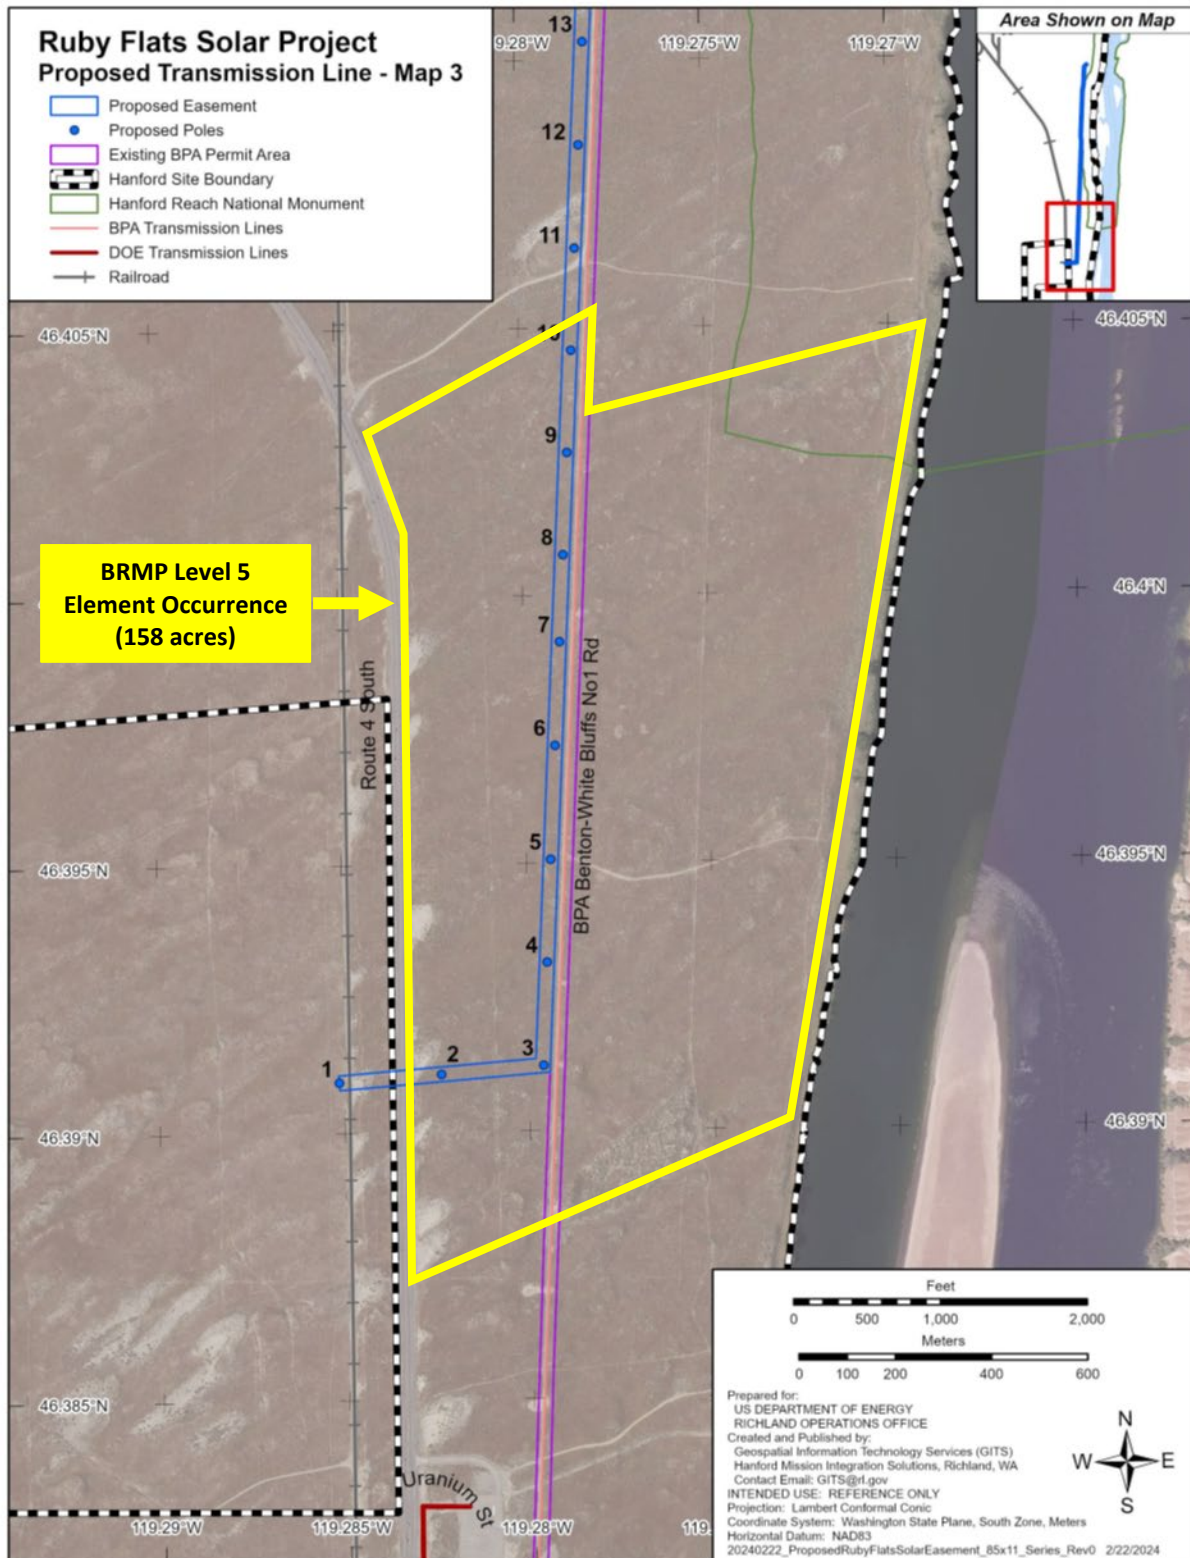 Ruby Flats Solar Project
Proposed Transmission Line - Map 3
Proposed Easement
Proposed Poles
Existing BPA Permit Area
Hanford Site Boundary
Hanford Reach National Monument
BPA Transmission Lines
DOE Transmission Lines
Railroad
Area Shown on Map
119.275°W
119.27°W
13
12
11
46.405°N
46.405°N
9
8
BRMP Level 5
Element Occurrence
(158 acres)
46.4°N
7
Route 4 South
BPA Benton-White Bluffs No1 Rd
6
5
46.395°N
46.395°N
4
3
2
1
46.39°N
46.39°N
46.385°N
Uranium St
119.29°W
119.285°W
119.28°W
Feet
0 500 1,000 2,000
Meters
0 100 200 400 600
Prepared for:
US DEPARTMENT OF ENERGY
RICHLAND OPERATIONS OFFICE
Created and Published by:
Geospatial Information Technology Services (GITS)
Hanford Mission Integration Solutions, Richland, WA
Contact Email: GITS@rl.gov
INTENDED USE: REFERENCE ONLY
Projection: Lambert Conformal Conic
Coordinate System: Washington State Plane, South Zone, Meters
Horizontal Datum: NAD83
20240222_ProposedRubyFlatsSolarEasement_85x11_Series_Rev0 2/22/2024
N
W E
S